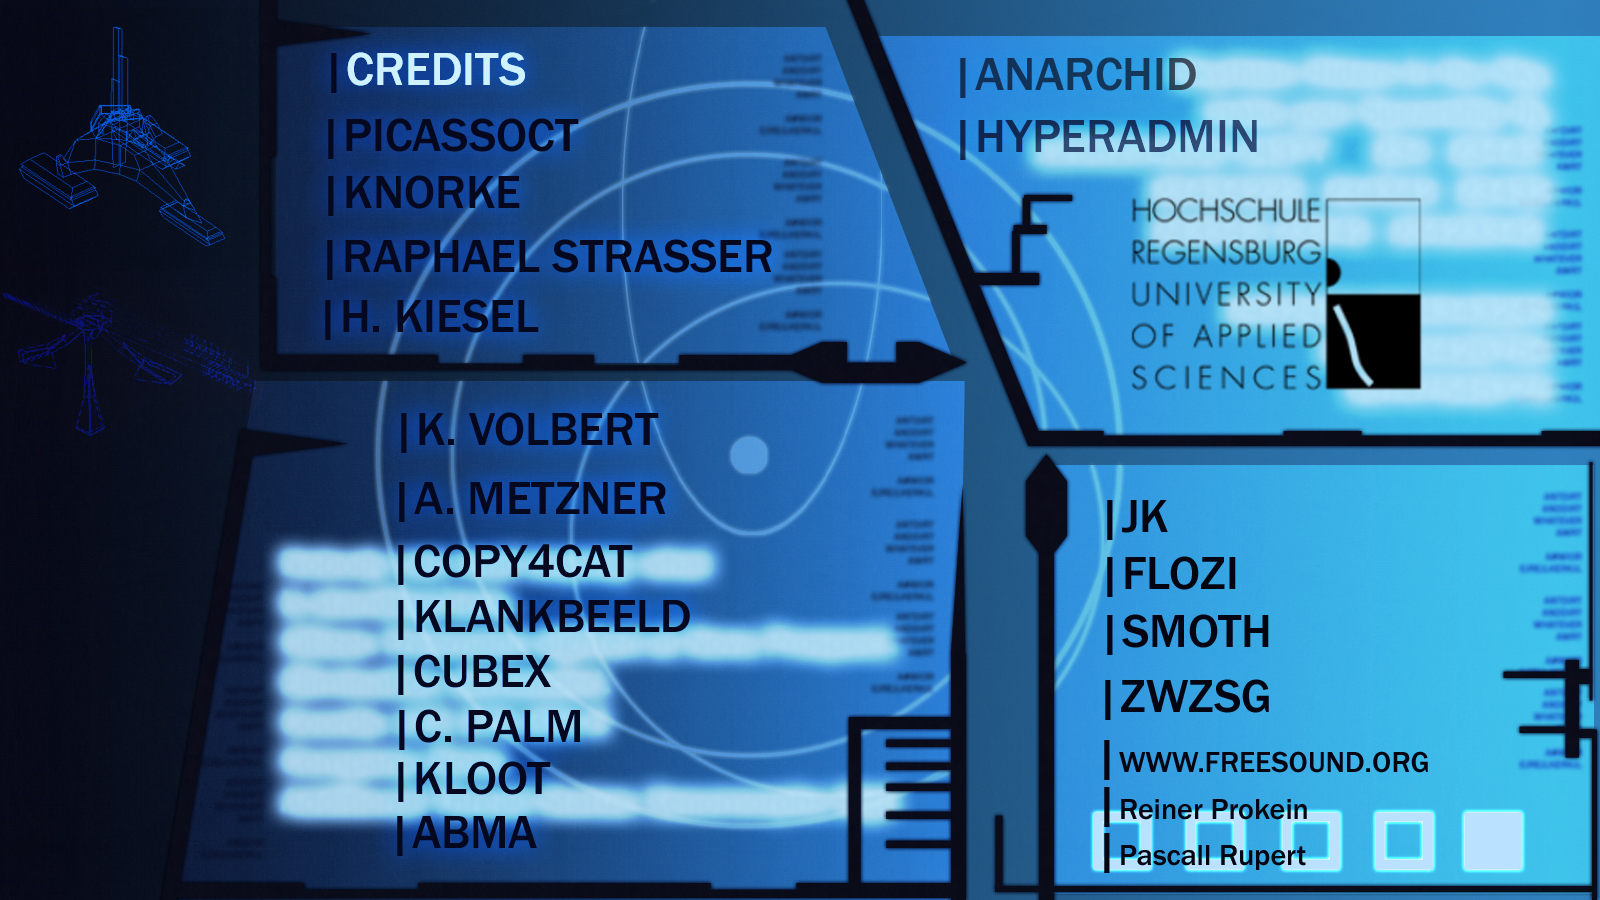 CREDITS
PICASSOCT
KNORKE
RAPHAEL STRASSER
H. KIESEL
K. VOLBERT
A. METZNER
COPY4CAT
KLANKBEELD
CUBEX
C. PALM
KLOOT
ABMA
ANARCHID
HYPERADMIN
HOCHSCHULE
REGENSBURG
UNIVERSITY
OF APPLIED
SCIENCES
JK
FLOZI
SMOTH
ZWZSG
WWW.FREESOUND.ORG
Reiner Prokein
Pascall Rupert